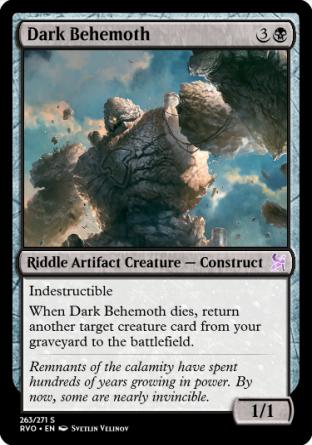 Dark Behemoth 3
Riddle Artifact Creature — Construct
Indestructible
When Dark Behemoth dies, return
another target creature card from your
graveyard to the battlefield.
Remnants of the calamity have spent
hundreds of years growing in power. By
now, some are nearly invincible.
1/1
263/271 S
RVO • EN Svetlin Velinov